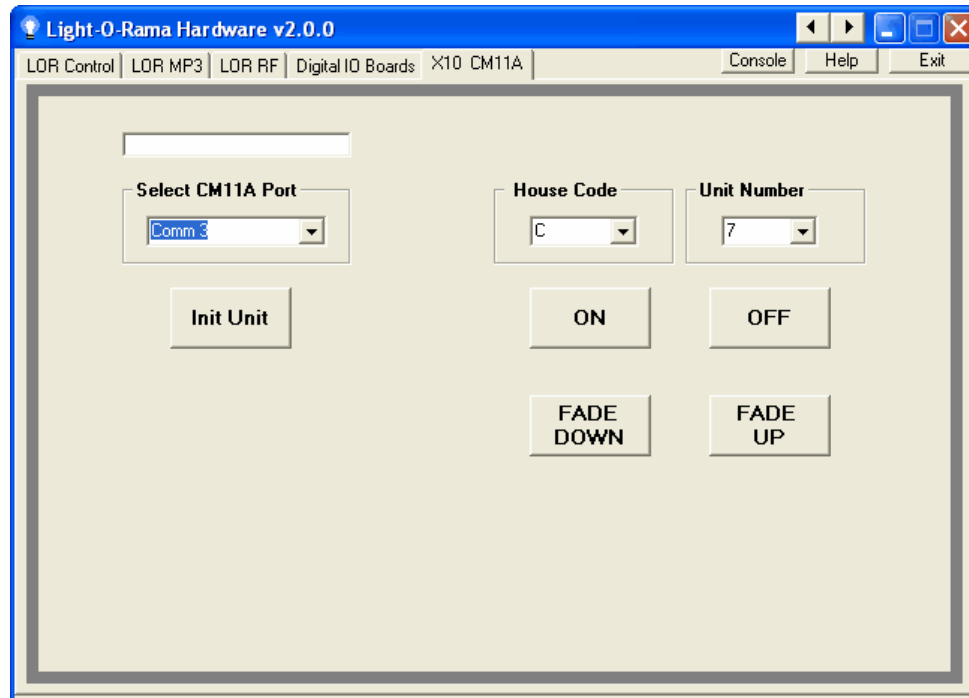 Light-O-Rama Hardware v2.0.0
LOR Control LOR MP3 LOR RF Digital IO Boards X10 CM11A Console Help Exit
Select CM11A Port House Code Unit Number
Comm 3 C 7
Init Unit ON OFF
FADE DOWN
FADE UP